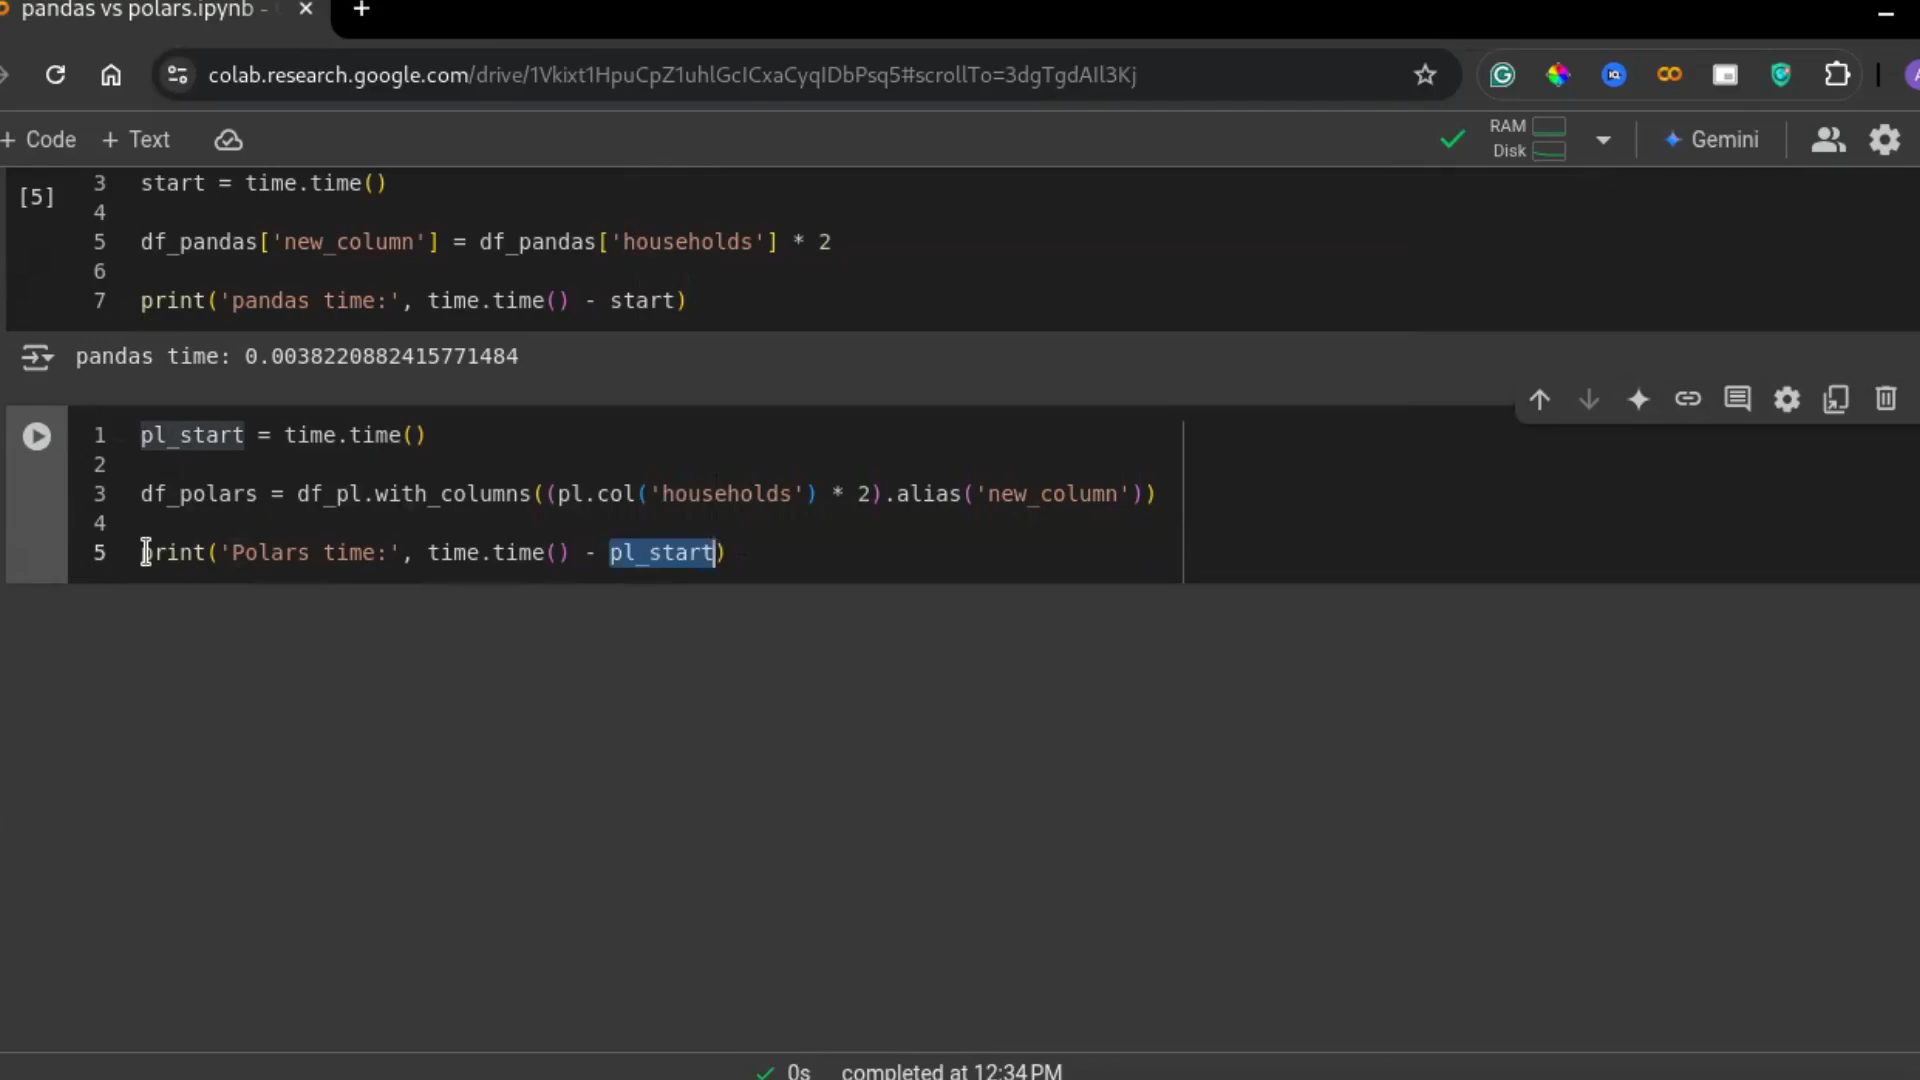 pandas vs polars.ipynb -
colab.research.google.com/drive/1Vkixt1HpuCpZ1uhlGcICxaCyqIDbPsq5#scrollTo=3dgTgdAIl3Kj
+ Code + Text
RAM
Disk
Gemini
[5]
3 start = time.time()
4
5 df_pandas['new_column'] = df_pandas['households'] * 2
6
7 print('pandas time:', time.time() - start)
pandas time: 0.0038220882415771484
1 pl_start = time.time()
2
3 df_polars = df_pl.with_columns((pl.col('households') * 2).alias('new_column'))
4
5 print('Polars time:', time.time() - pl_start)
0s completed at 12:34 PM